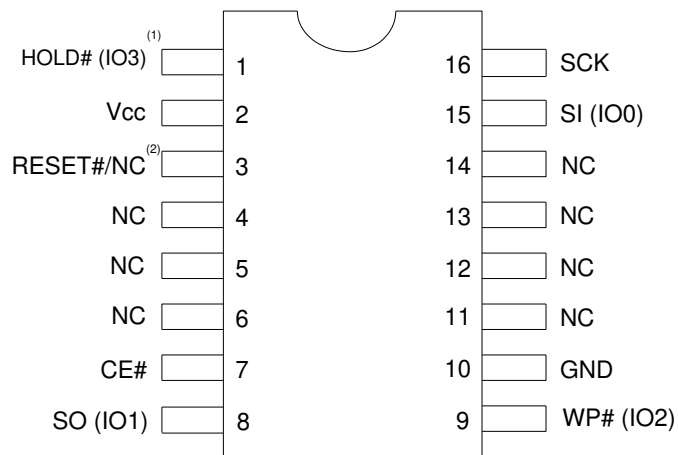 HOLD# (IO3)(1) 1 16 SCK
Vcc 2 15 SI (IO0)
RESET#/NC(2) 3 14 NC
NC 4 13 NC
NC 5 12 NC
NC 6 11 NC
CE# 7 10 GND
SO (IO1) 8 9 WP# (IO2)